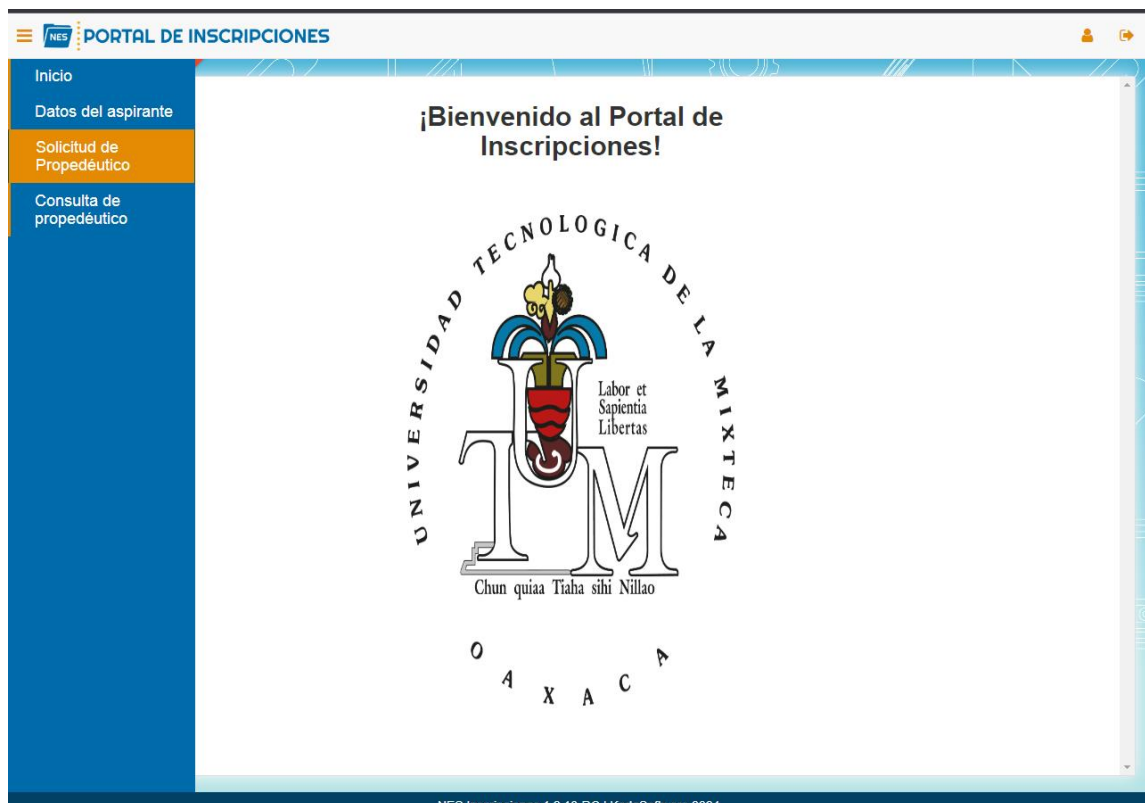 NES PORTAL DE INSCRIPCIONES
Inicio
Datos del aspirante
Solicitud de
Propedéutico
Consulta de
propedéutico
¡Bienvenido al Portal de
Inscripciones!
UNIVERSIDAD TECNOLOGICA DE LA MIXTECA
Labor et
Sapientia
Libertas
UTM
Chun quiaa Tiaha sihi Nillao
OAXACA